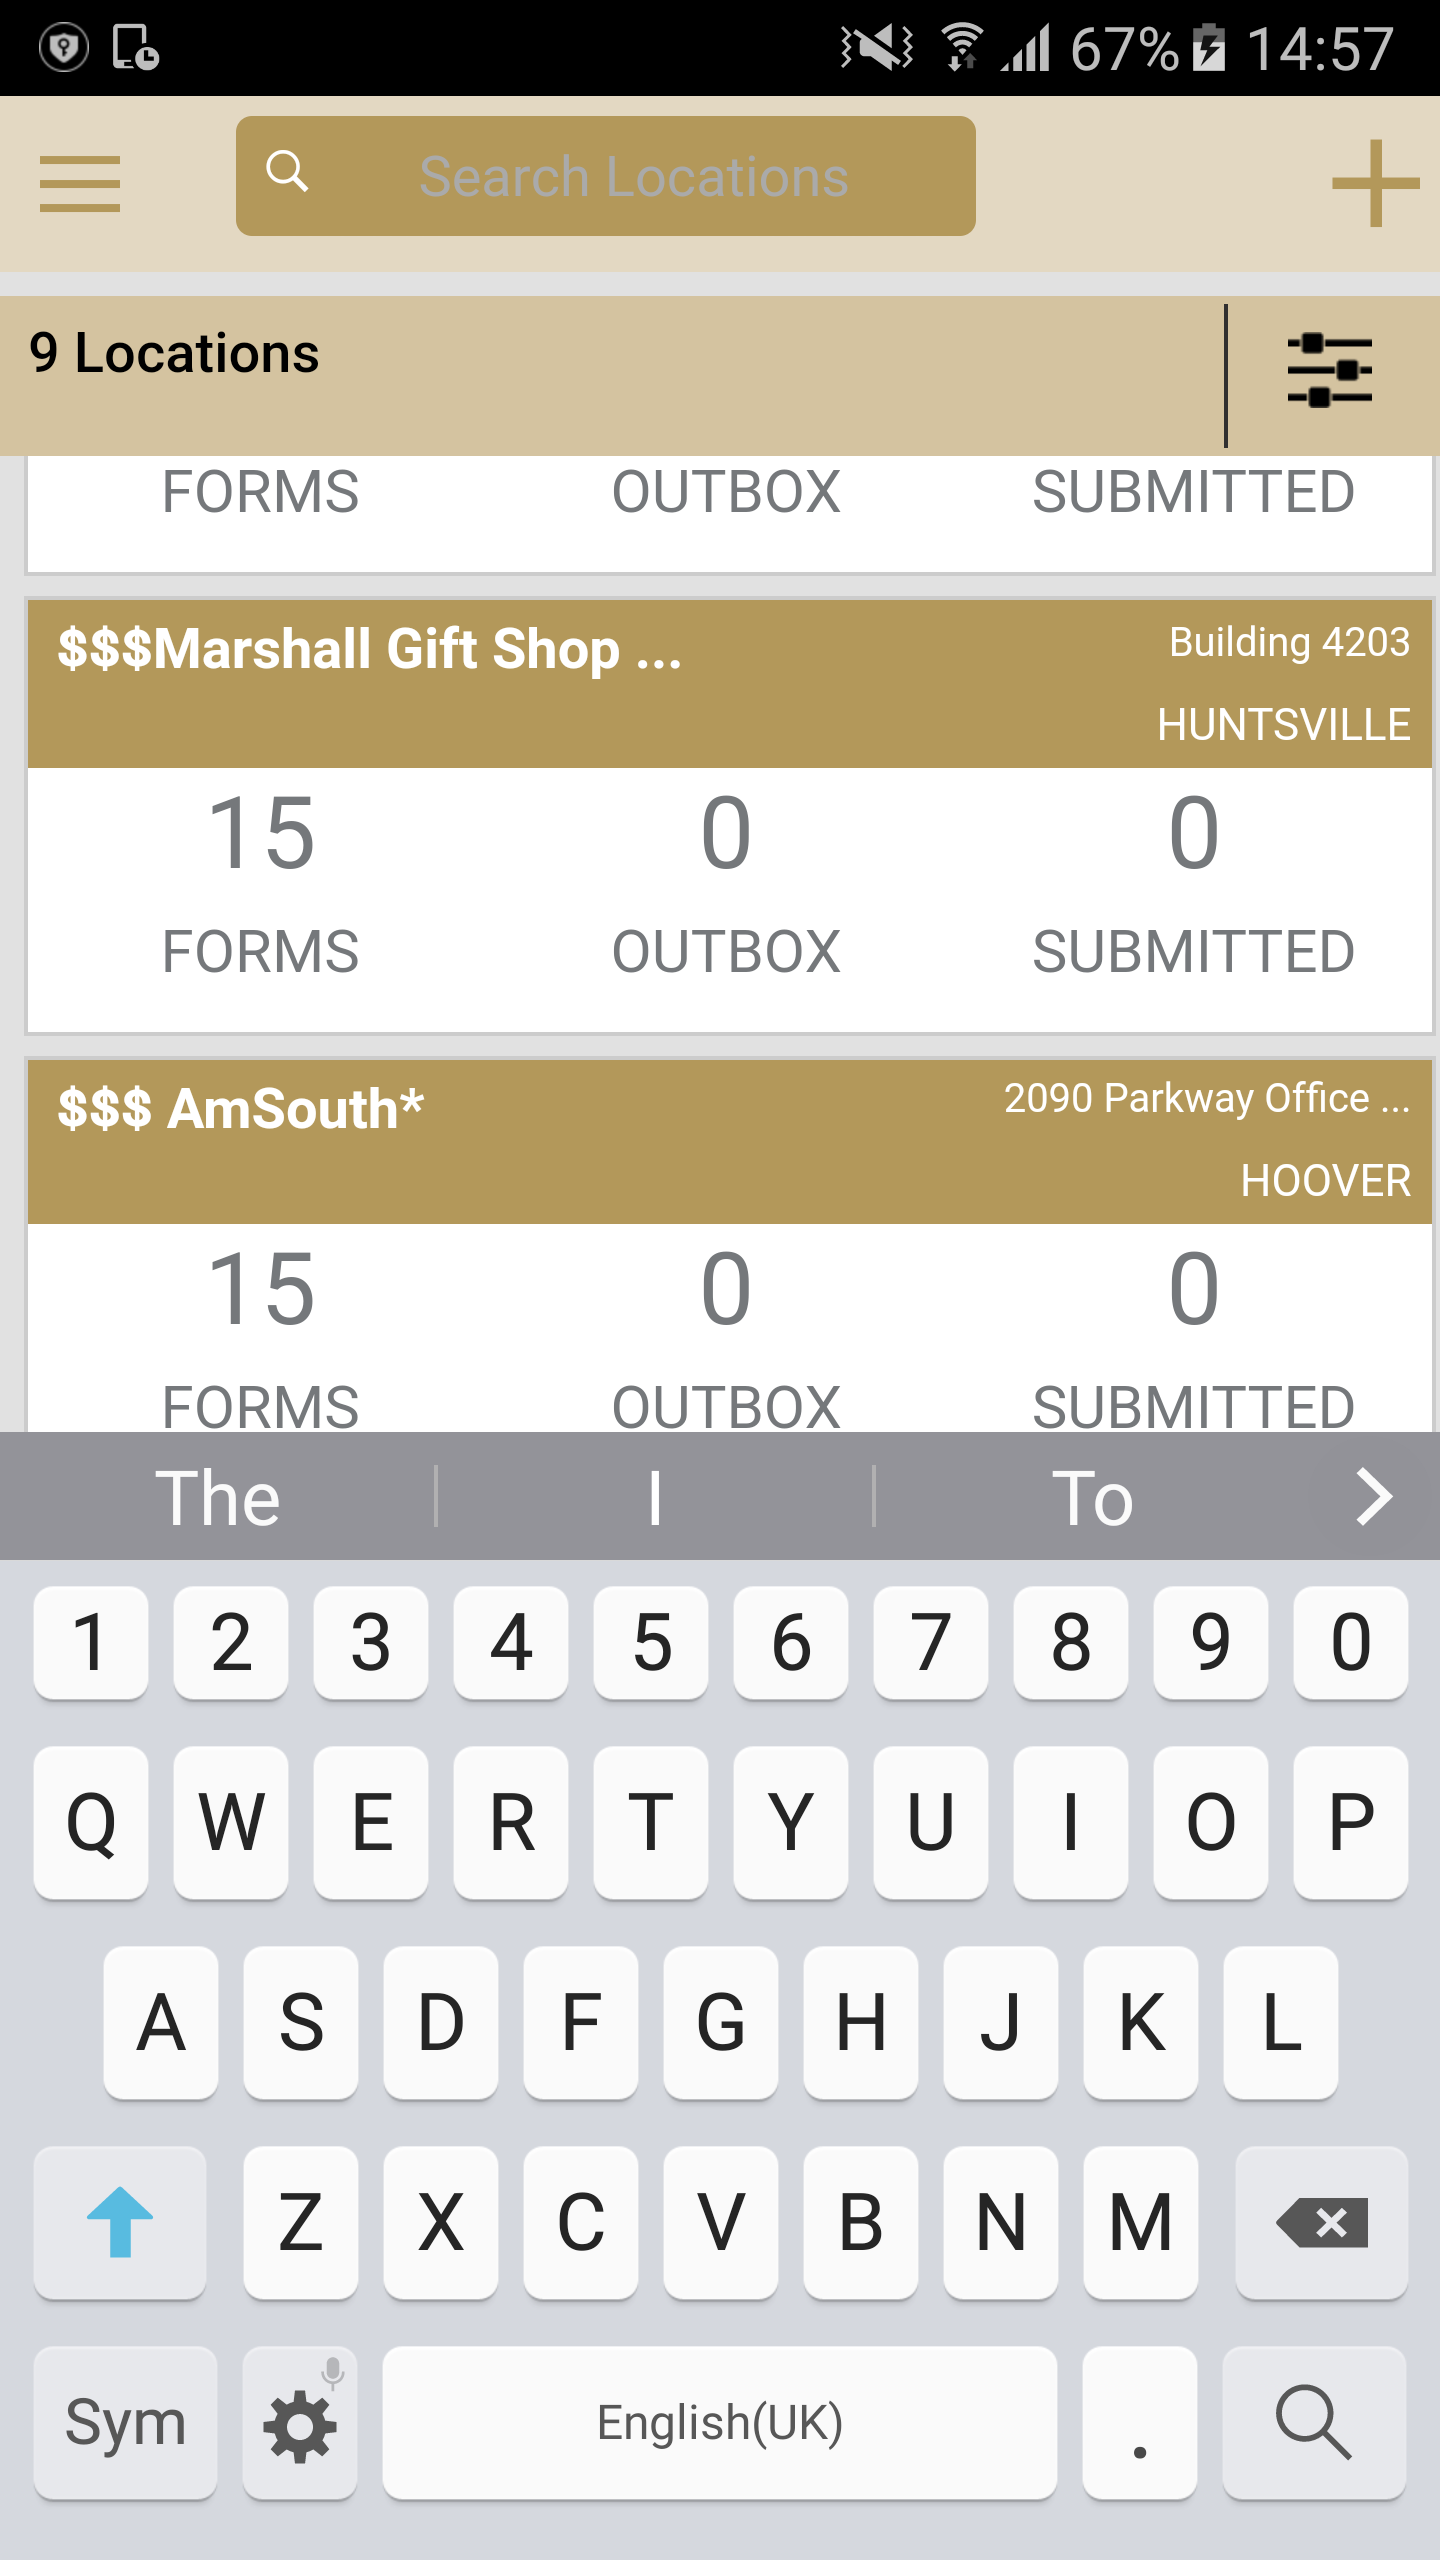 67% 14:57
Search Locations
9 Locations
FORMS OUTBOX SUBMITTED
$$$Marshall Gift Shop ... Building 4203
HUNTSVILLE
15 0 0
FORMS OUTBOX SUBMITTED
$$$ AmSouth* 2090 Parkway Office ...
HOOVER
15 0 0
FORMS OUTBOX SUBMITTED
The I To
1 2 3 4 5 6 7 8 9 0
Q W E R T Y U I O P
A S D F G H J K L
Z X C V B N M
Sym English(UK) .